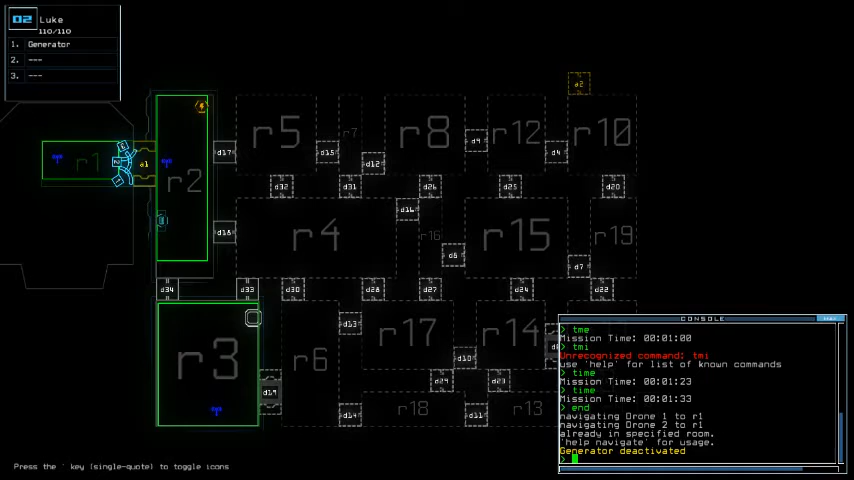 02 Luke
110/110
1. Generator
2. ---
3. ---
a2
r5
r7
r8
r12
r10
d9
d17
d15
d12
d4
r1
a1
r2
3
2
1
d32
d31
d26
d25
d20
d16
d18
r4
r16
r15
r19
d8
d7
d34
d33
d30
d28
d27
d24
d22
r3
d13
r6
r17
r14
d10
d19
d29
d23
r18
r13
d14
d11
CONSOLE
> tme
Mission Time: 00:01:00
> tmi
Unrecognized command: tmi
use 'help' for list of known commands
> time
Mission Time: 00:01:23
> time
Mission Time: 00:01:33
> end
navigating Drone 1 to r1
navigating Drone 2 to r1
already in specified room.
'help navigate' for usage.
Generator deactivated
>
Press the ' key (single-quote) to toggle icons